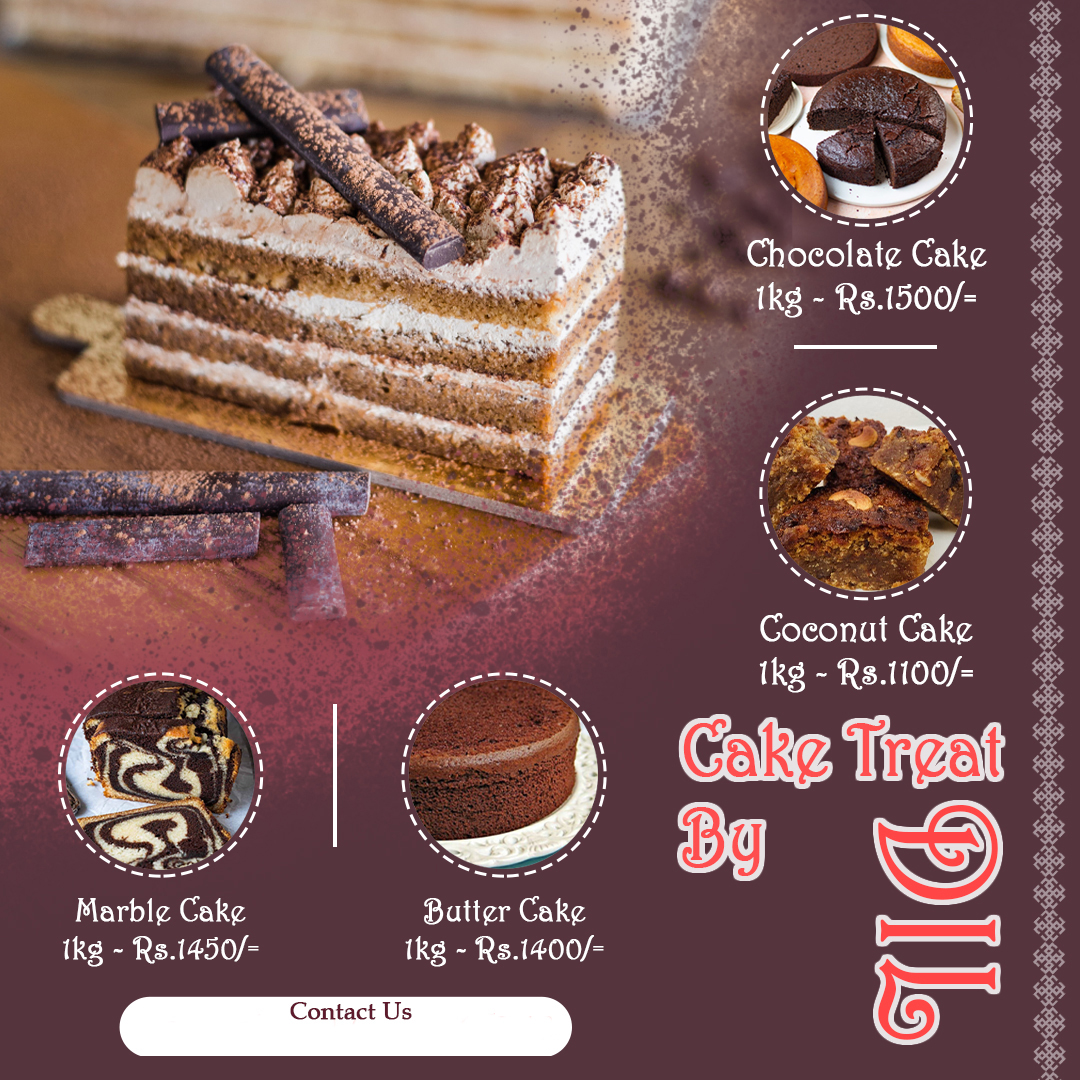 Chocolate Cake
1kg ~ Rs.1500/=
Coconut Cake
1kg ~ Rs.1100/=
Marble Cake
1kg ~ Rs.1450/=
Butter Cake
1kg ~ Rs.1400/=
Cake Treat
By
DIL
Contact Us